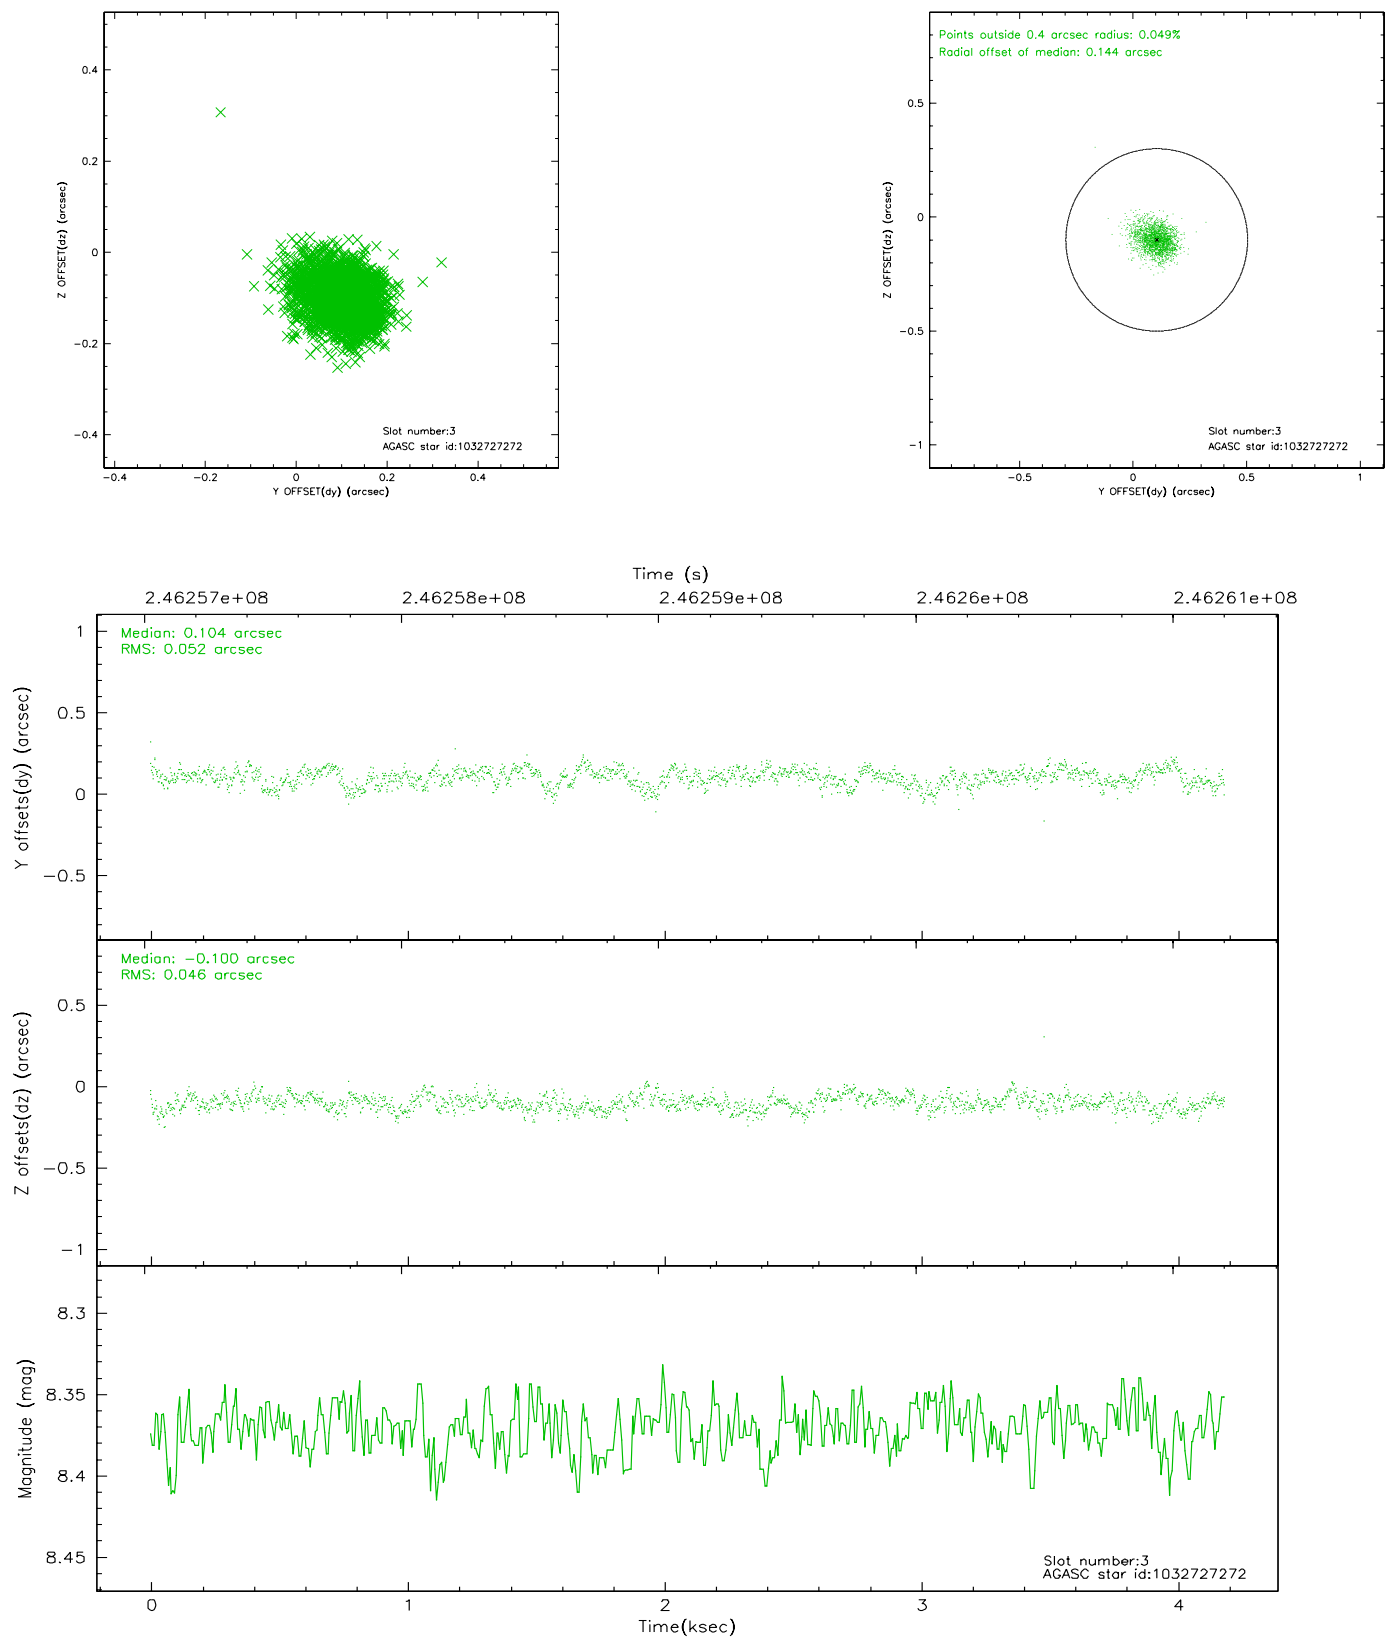 0.4
0.2
0
-0.2
-0.4
Z OFFSET(dz) (arcsec)
-0.4 -0.2 0 0.2 0.4
Y OFFSET(dy) (arcsec)
Slot number:3
AGASC star id:1032727272
Points outside 0.4 arcsec radius: 0.049%
Radial offset of median: 0.144 arcsec
0.5
0
-0.5
-1
Z OFFSET(dz) (arcsec)
-0.5 0 0.5 1
Y OFFSET(dy) (arcsec)
Slot number:3
AGASC star id:1032727272
Time (s)
2.46257e+08 2.46258e+08 2.46259e+08 2.4626e+08 2.46261e+08
Median: 0.104 arcsec
RMS: 0.052 arcsec
1
0.5
0
-0.5
Y offsets(dy) (arcsec)
Median: -0.100 arcsec
RMS: 0.046 arcsec
0.5
0
-0.5
-1
Z offsets(dz) (arcsec)
8.3
8.35
8.4
8.45
Magnitude (mag)
Slot number:3
AGASC star id:1032727272
0 1 2 3 4
Time(ksec)